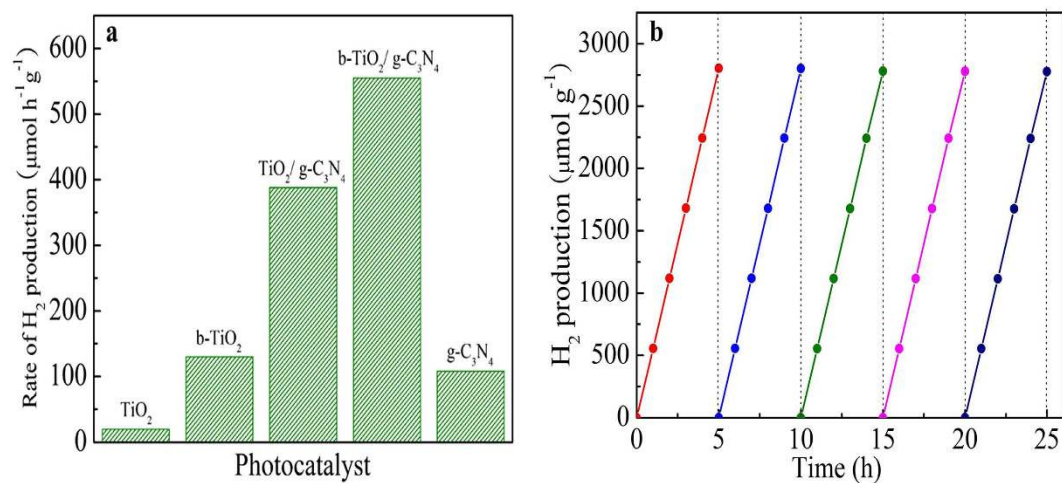 a
Rate of H₂ production (μmol h⁻¹g⁻¹)
600
500
400
300
200
100
0
TiO₂
b-TiO₂
TiO₂/ g-C₃N₄
b-TiO₂/ g-C₃N₄
g-C₃N₄
Photocatalyst
b
H₂ production (μmol g⁻¹)
3000
2500
2000
1500
1000
500
0
0 5 10 15 20 25
Time (h)